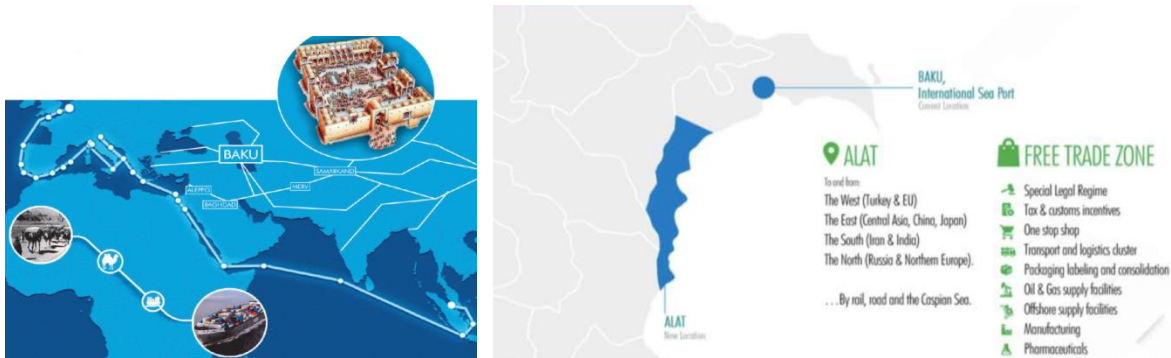 BAKU
SAMARKAND
MERV
ALEPPO
BAGHDAD
BAKU,
International Sea Port
Current Location
ALAT
To and from:
The West (Turkey & EU)
The East (Central Asia, China, Japan)
The South (Iran & India)
The North (Russia & Northern Europe).
...By rail, road and the Caspian Sea.
FREE TRADE ZONE
Special Legal Regime
Tax & customs incentives
One stop shop
Transport and logistics cluster
Packaging labeling and consolidation
Oil & Gas supply facilities
Offshore supply facilities
Manufacturing
Pharmaceuticals
ALAT
New Location